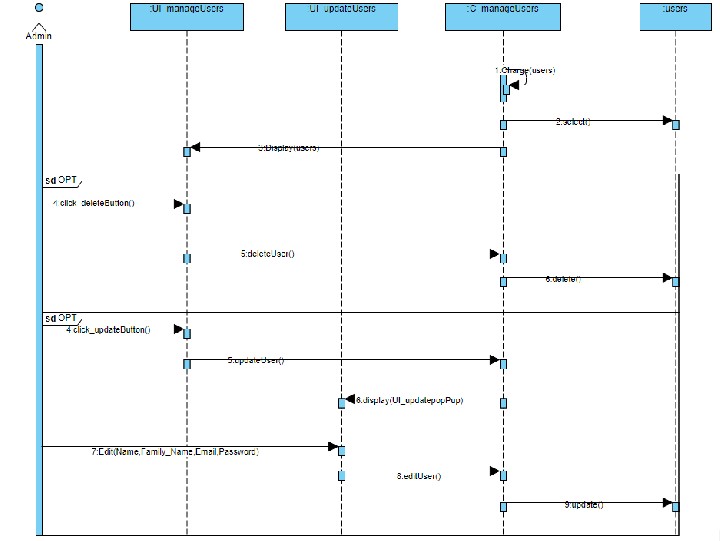 :UI_manageUsers
UI_updateUsers
:C_manageUsers
:users
Admin
1:Charge(users)
2:select()
3:Display(users)
sd OPT
4:click_deleteButton()
5:deleteUser()
6:delete()
sd OPT
4:click_updateButton()
5:updateUser()
6:display(UI_updatepopPup)
7:Edit(Name,Family_Name,Email,Password)
8:editUser()
9:update()